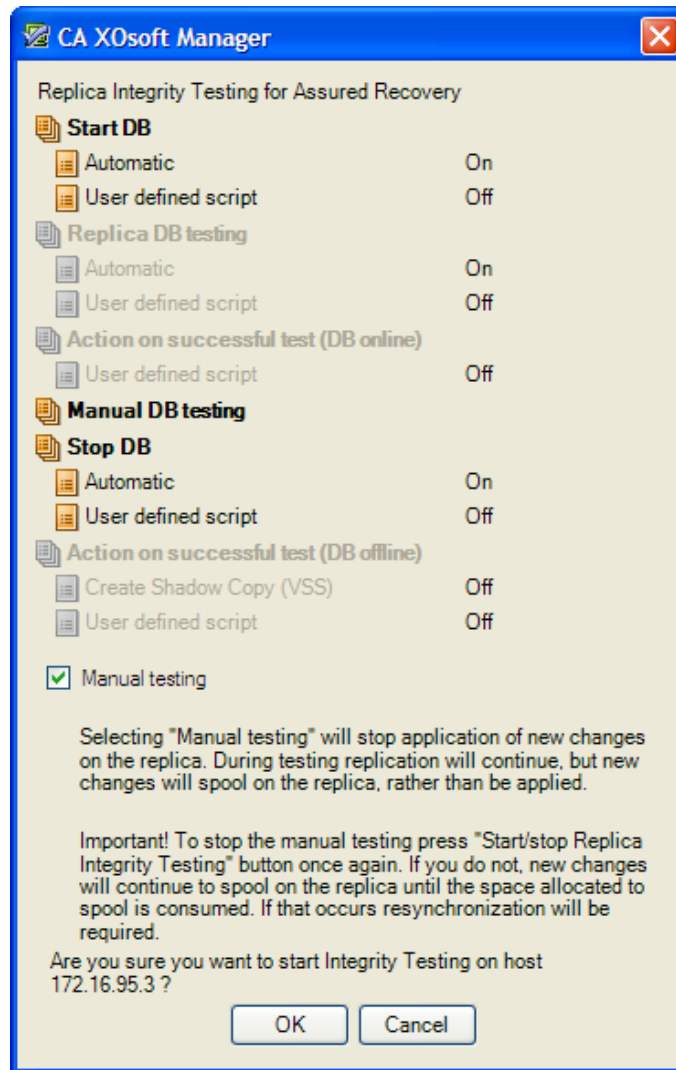 CA XOsoft Manager
Replica Integrity Testing for Assured Recovery
Start DB
Automatic On
User defined script Off
Replica DB testing
Automatic On
User defined script Off
Action on successful test (DB online)
User defined script Off
Manual DB testing
Stop DB
Automatic On
User defined script Off
Action on successful test (DB offline)
Create Shadow Copy (VSS) Off
User defined script Off
Manual testing
Selecting "Manual testing" will stop application of new changes
on the replica. During testing replication will continue, but new
changes will spool on the replica, rather than be applied.
Important! To stop the manual testing press "Start/stop Replica
Integrity Testing" button once again. If you do not, new changes
will continue to spool on the replica until the space allocated to
spool is consumed. If that occurs resynchronization will be
required.
Are you sure you want to start Integrity Testing on host
172.16.95.3 ?
OK Cancel